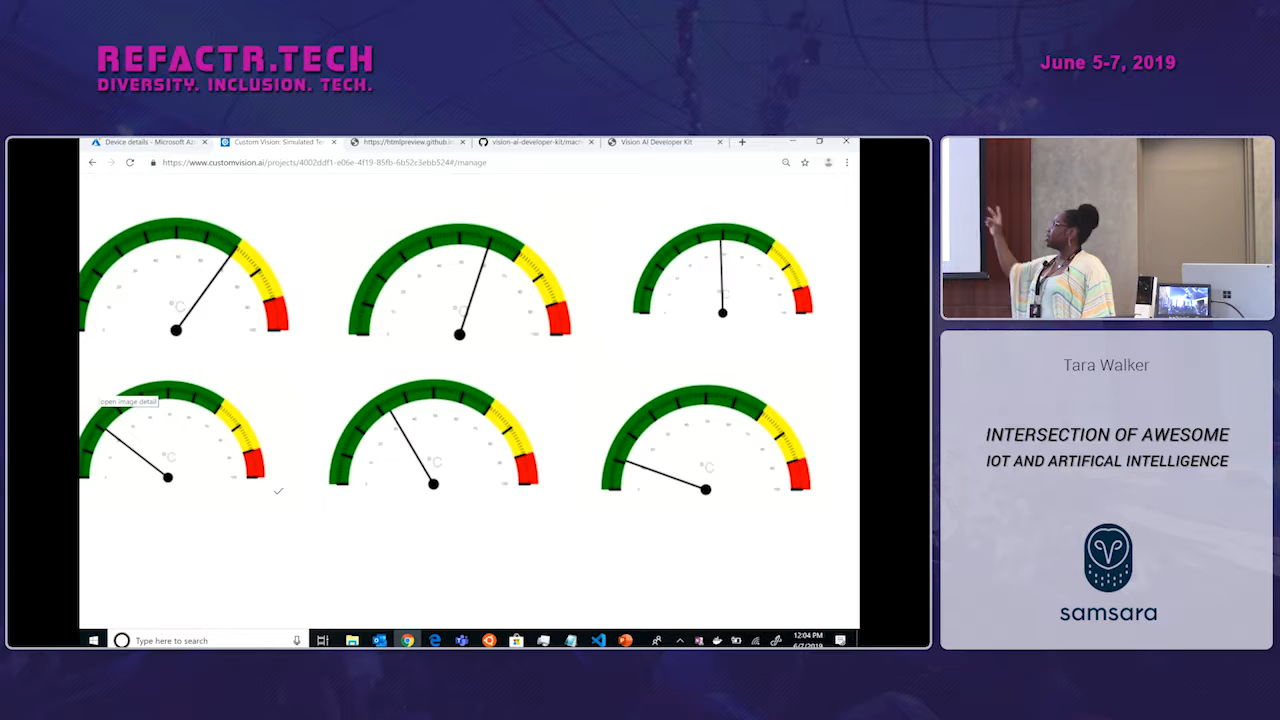 REFACTR.TECH
DIVERSITY. INCLUSION. TECH.
June 5-7, 2019
Device details - Microsoft Az
Custom Vision: Simulated Te
https://htmlpreview.github.i
vision-ai-developer-kit/mach
Vision AI Developer Kit
https://www.customvision.ai/projects/4002ddf1-e06e-4f19-85fb-6b52c3ebb524#/manage
°C
open image detail
°C
°C
°C
Type here to search
12:04 PM
6/7/2019
Tara Walker
INTERSECTION OF AWESOME
IOT AND ARTIFICAL INTELLIGENCE
samsara